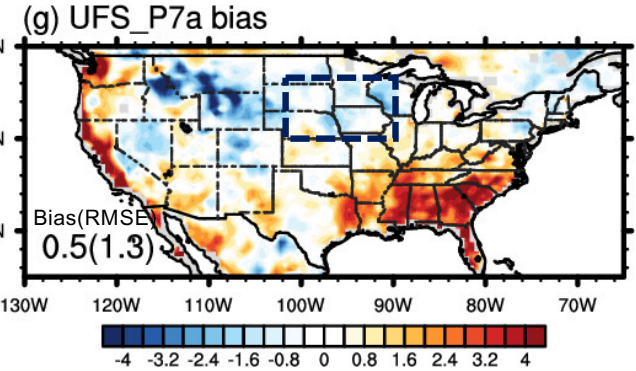 (g) UFS_P7a bias
N
N
N
Bias(RMSE)
0.5(1.3)
130W 120W 110W 100W 90W 80W 70W
-4 -3.2 -2.4 -1.6 -0.8 0 0.8 1.6 2.4 3.2 4